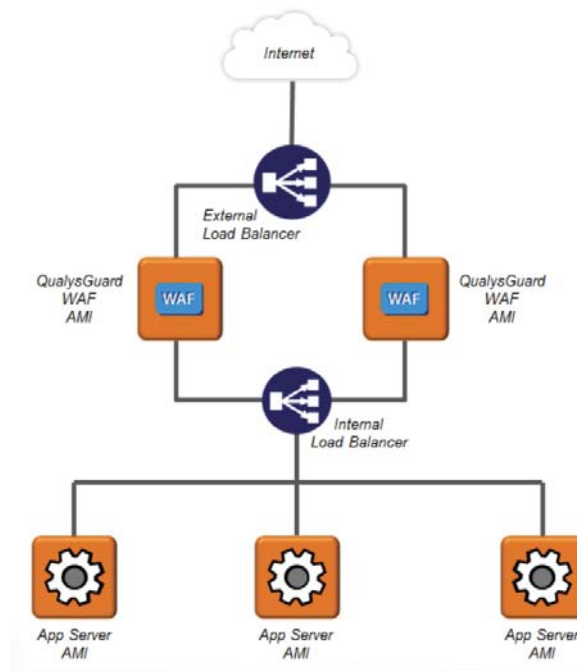 Internet
External
Load Balancer
QualysGuard
WAF
AMI
WAF
WAF
QualysGuard
WAF
AMI
Internal
Load Balancer
App Server
AMI
App Server
AMI
App Server
AMI